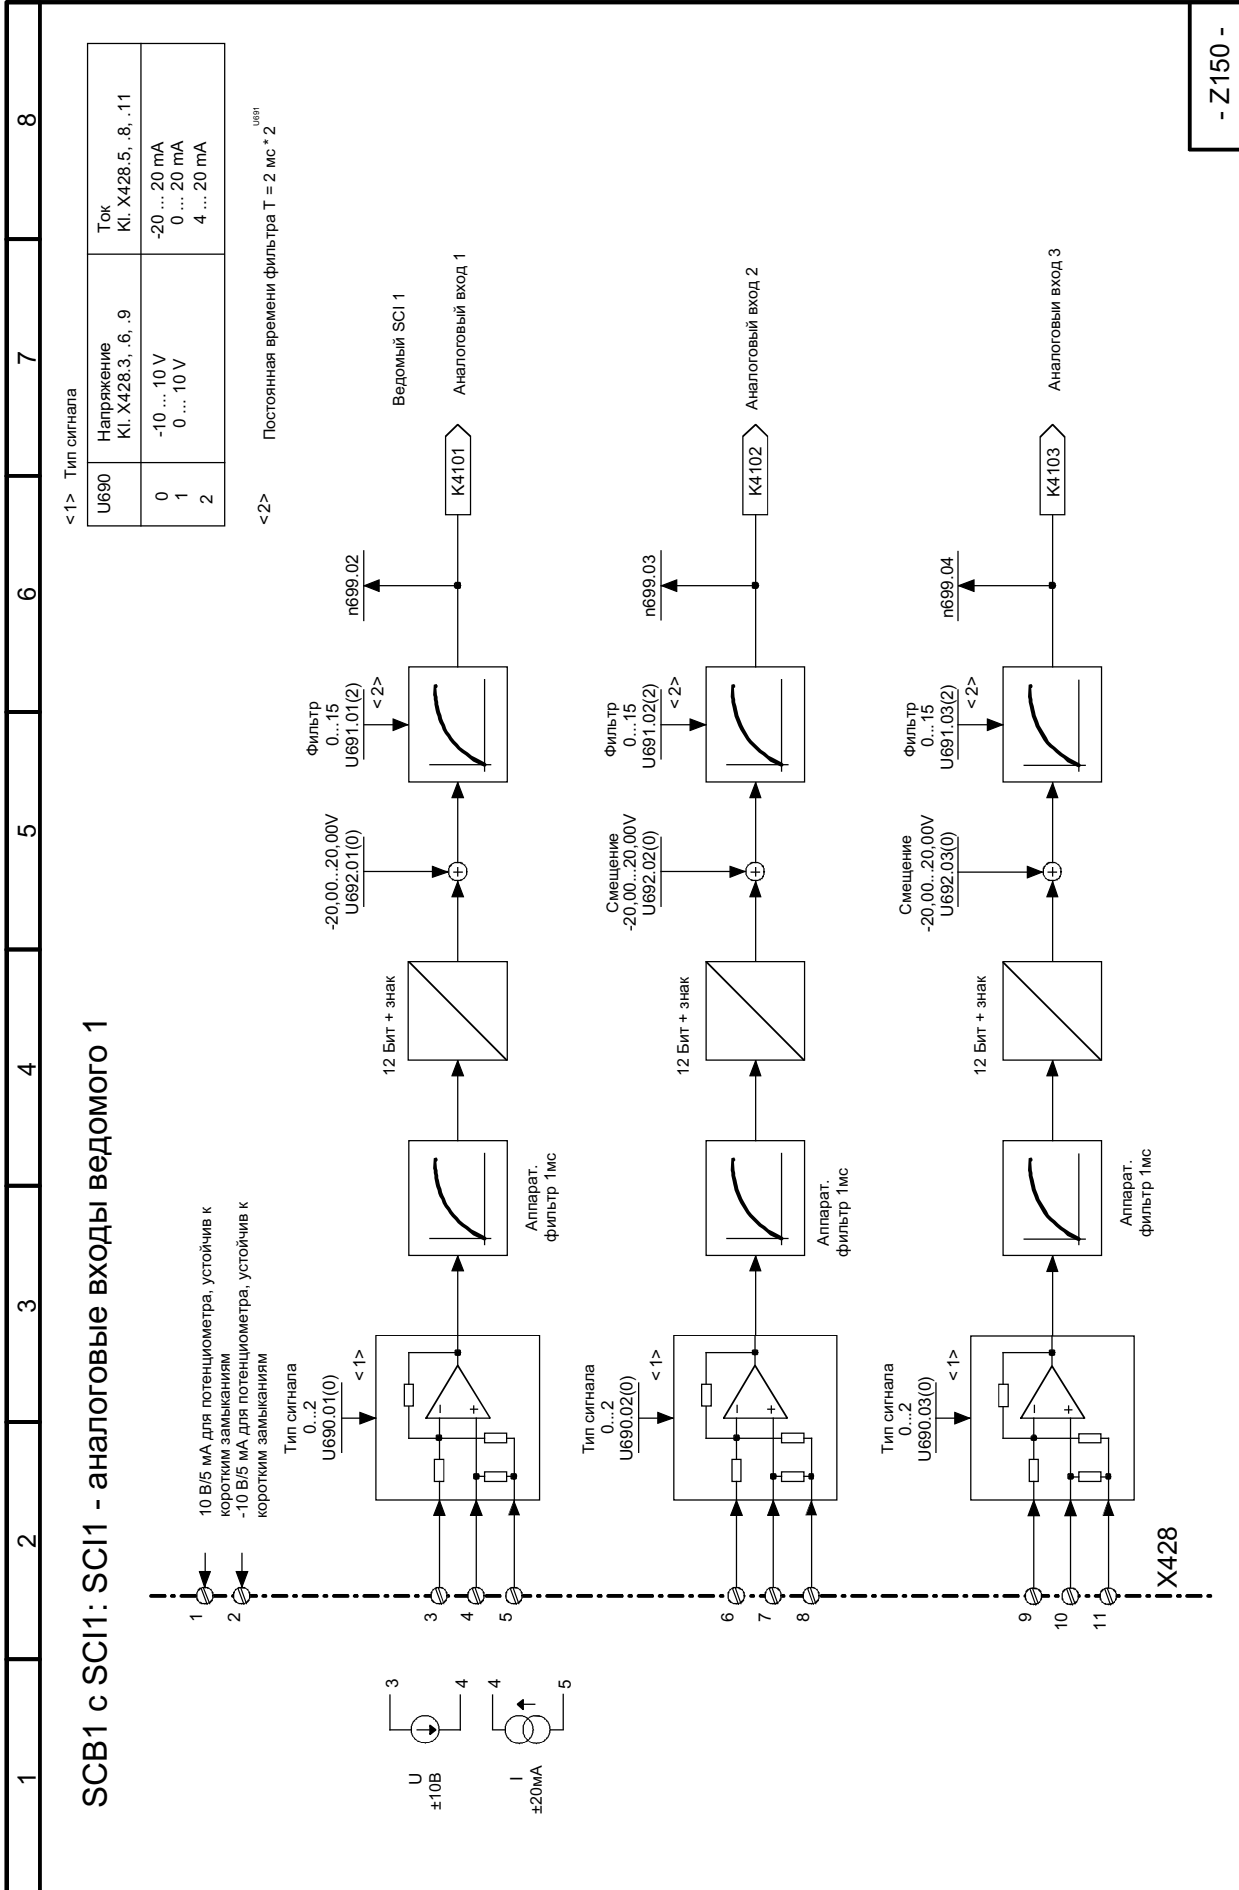 1 2 3 4 5 6 7 8
SCB1 с SCI1: SCI1 - аналоговые входы ведомого 1
<1> Тип сигнала
U690 Напряжение Ток
Kl. X428.3, .6, .9 Kl. X428.5, .8, .11
0 -10 ... 10 V -20 ... 20 mA
1 0 ... 10 V 0 ... 20 mA
2 4 ... 20 mA
<2> Постоянная времени фильтра T = 2 мс * 2 U691
1
10 В/5 мА для потенциометра, устойчив к
коротким замыканиям
2
-10 В/5 мА для потенциометра, устойчив к
коротким замыканиям
U
±10В
3
4
I
±20мА
4
5
Тип сигнала
0...2
U690.01(0)
<1>
3
4
5
Аппарат.
фильтр 1мс
12 Бит + знак
-20,00...20,00V
U692.01(0)
Фильтр
0...15
U691.01(2)
<2>
n699.02
K4101
Ведомый SCI 1
Аналоговый вход 1
Тип сигнала
0...2
U690.02(0)
<1>
6
7
8
Аппарат.
фильтр 1мс
12 Бит + знак
Смещение
-20,00...20,00V
U692.02(0)
Фильтр
0...15
U691.02(2)
<2>
n699.03
K4102
Аналоговый вход 2
Тип сигнала
0...2
U690.03(0)
<1>
9
10
11
Аппарат.
фильтр 1мс
12 Бит + знак
Смещение
-20,00...20,00V
U692.03(0)
Фильтр
0...15
U691.03(2)
<2>
n699.04
K4103
Аналоговыи вход 3
X428
- Z150 -